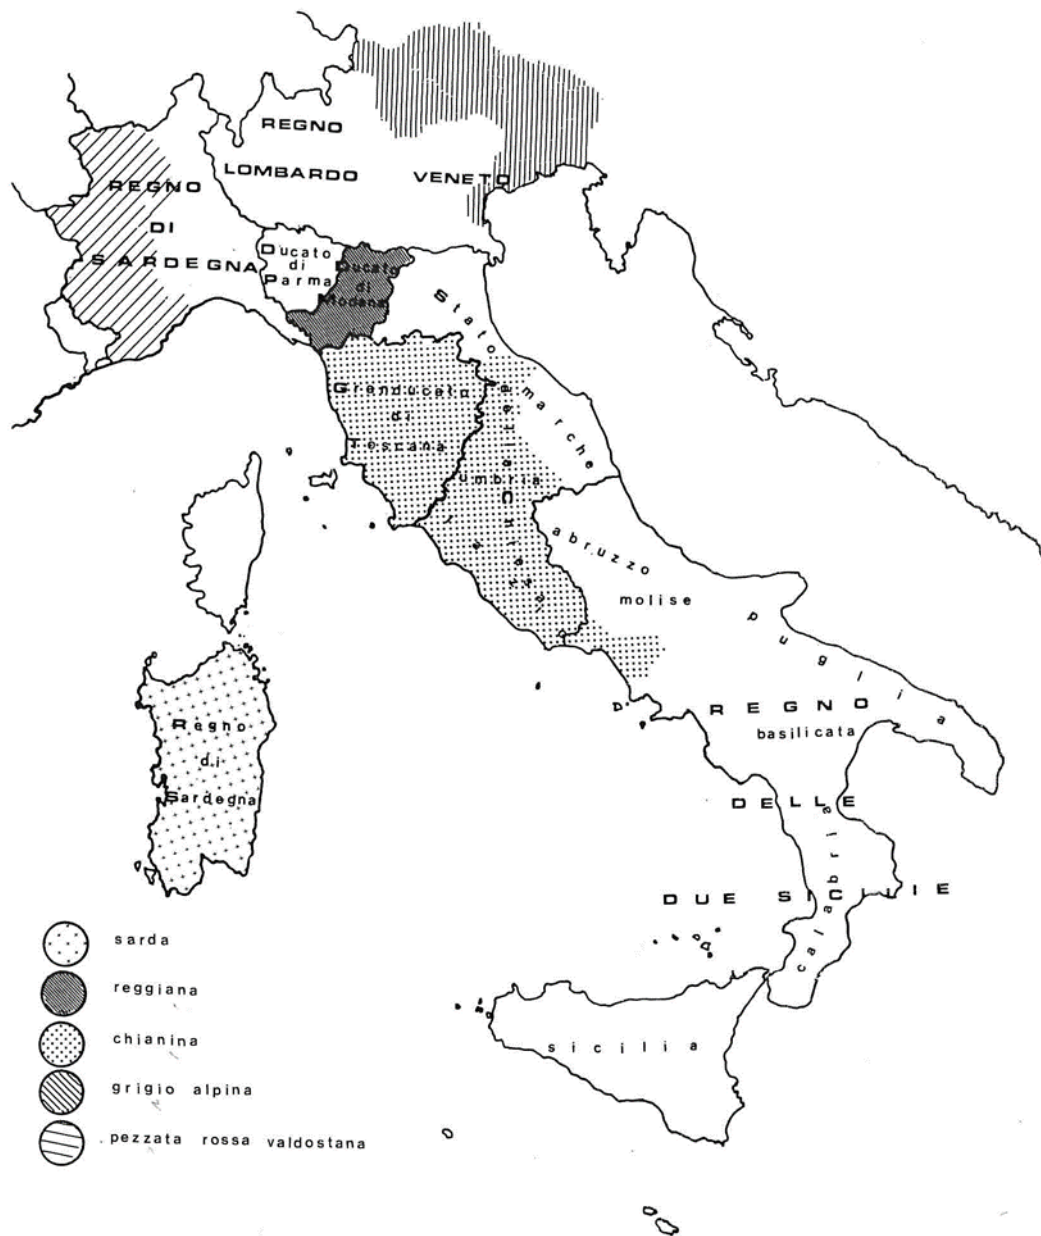 REGNO
LOMBARDO VENETO
REGNO
DI
SARDEGNA
Ducato
di
Parma
Ducato
di
Modena
Stato della Chiesa
marche
Granducato
di
Toscana
umbria
abruzzo
molise
puglia
REGNO
basilicata
DELLE
DUE SICILIE
calabria
sicilia
Regno
di
Sardegna
sarda
reggiana
chianina
grigio alpina
pezzata rossa valdostana